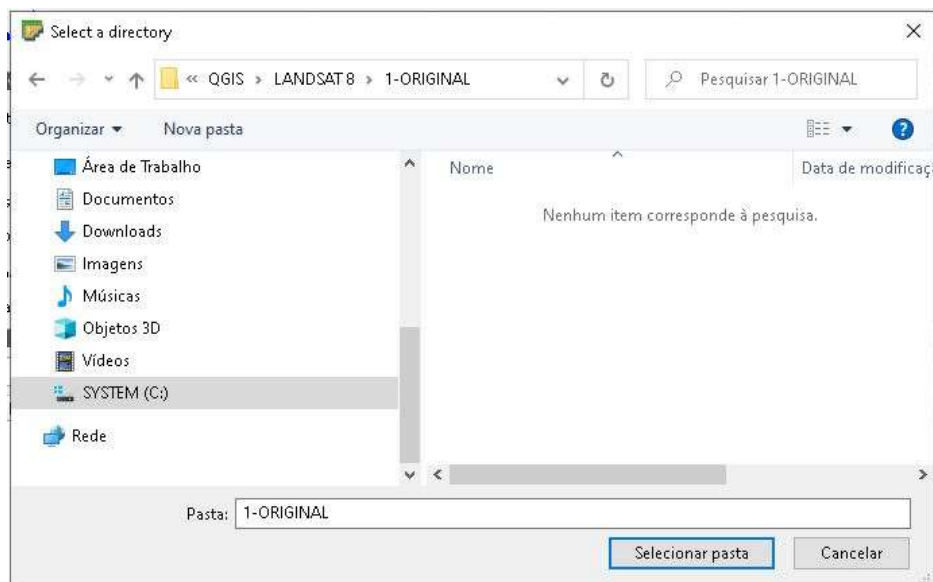 Select a directory
« QGIS > LANDSAT 8 > 1-ORIGINAL
Pesquisar 1-ORIGINAL
Organizar
Nova pasta
Área de Trabalho
Documentos
Downloads
Imagens
Músicas
Objetos 3D
Vídeos
SYSTEM (C:)
Rede
Nome
Data de modificaç
Nenhum item corresponde à pesquisa.
Pasta: 1-ORIGINAL
Selecionar pasta
Cancelar